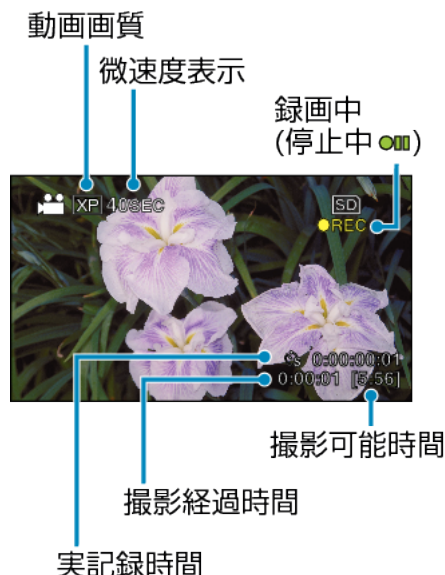 動画画質
微速度表示
録画中
(停止中 ●II)
XP 40SEC
SD
●REC
0:00:00:01
0:00:01 [5:56]
撮影可能時間
撮影経過時間
実記録時間